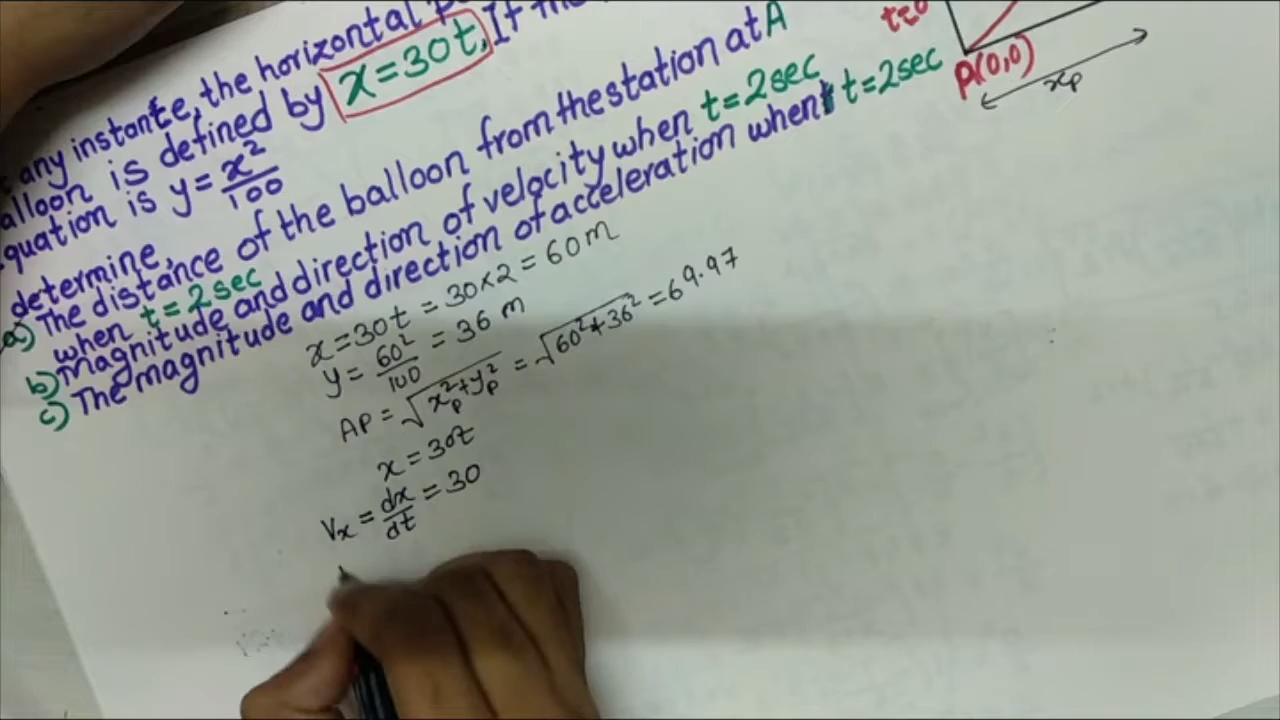 any instante, the horizontal
alloon is defined by x=30t, If the
quation is y = x²/100
determine,
a) The distance of the balloon from the station at A
when t=2sec
b) Magnitude and direction of velocity when t=2sec
c) The magnitude and direction of acceleration when t=2sec
t=0
P(0,0)
xp
x=30t = 30×2 = 60m
y = 60²/100 = 36 m
AP = √xp²+yp² = √60²+36² = 69.97
x = 30t
Vx = dx/dt = 30